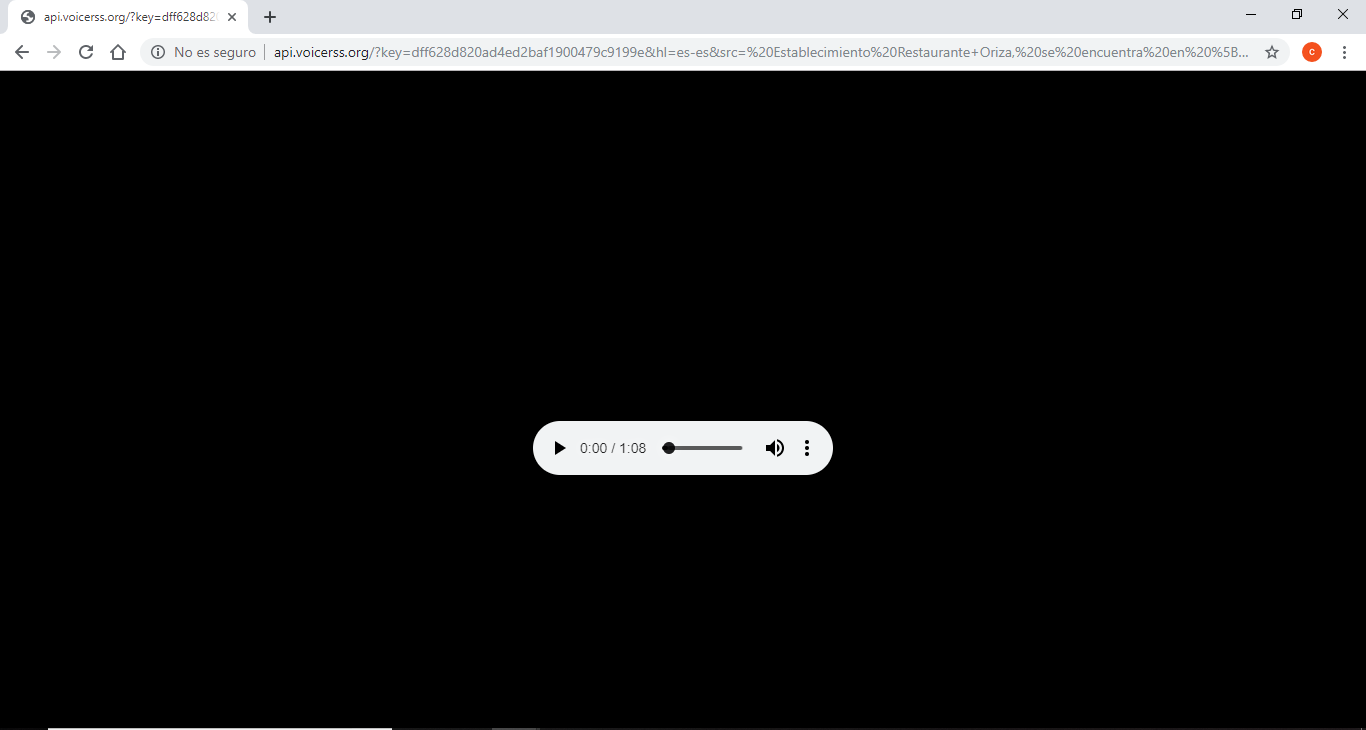 api.voicerss.org/?key=dff628d820
No es seguro
api.voicerss.org/?key=dff628d820ad4ed2baf1900479c9199e&hl=es-es&src=%20Establecimiento%20Restaurante+Oriza,%20se%20encuentra%20en%20%5B...
C
0:00 / 1:08